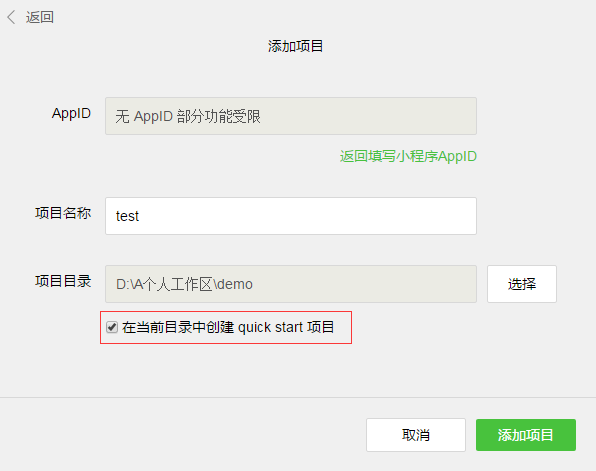 返回
添加项目
AppID
无 AppID 部分功能受限
返回填写小程序AppID
项目名称
test
项目目录
D:\A个人工作区\demo
选择
在当前目录中创建 quick start 项目
取消
添加项目